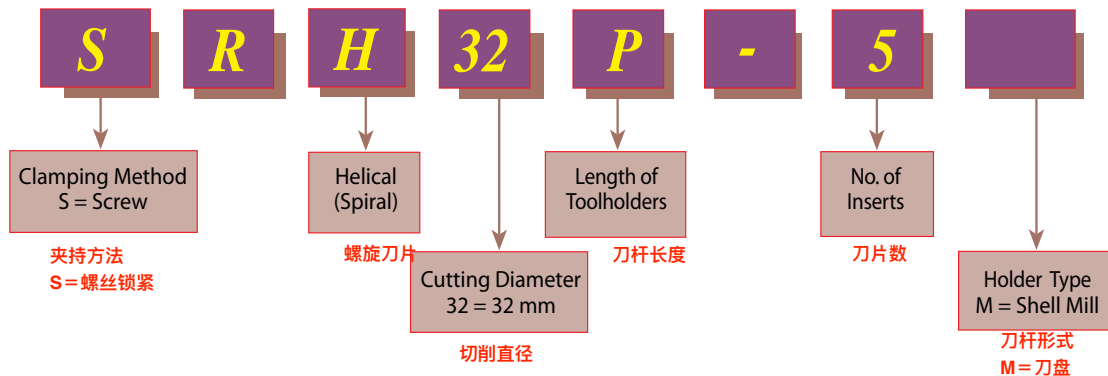 S R H 32 P - 5
Clamping Method
S = Screw
夹持方法
S＝螺丝锁紧
Helical
(Spiral)
螺旋刀片
Cutting Diameter
32 = 32 mm
切削直径
Length of
Toolholders
刀杆长度
No. of
Inserts
刀片数
Holder Type
M = Shell Mill
刀杆形式
M＝刀盘